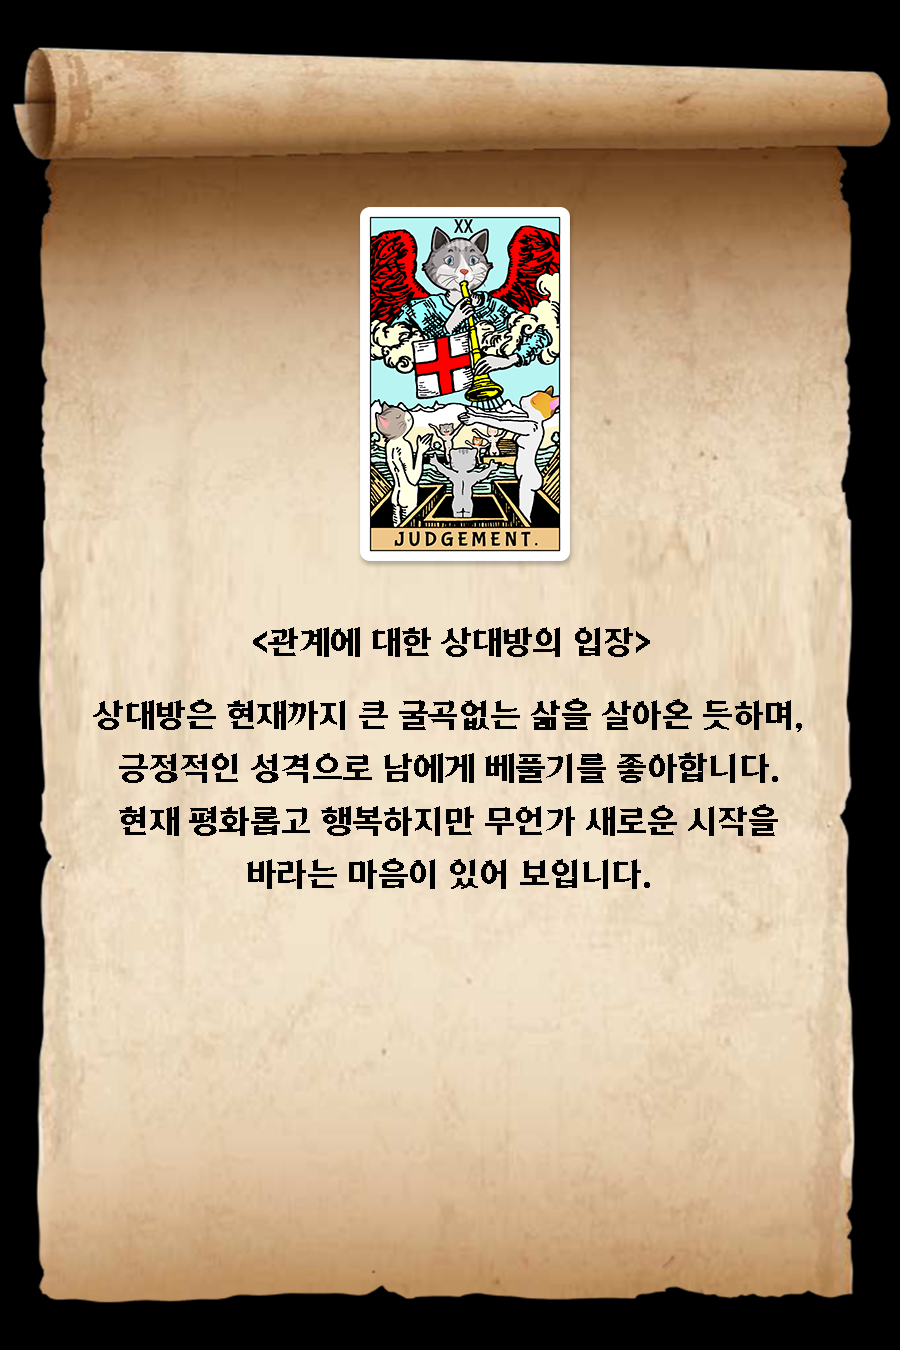 XX
JUDGEMENT.
<관계에 대한 상대방의 입장>
상대방은 현재까지 큰 굴곡없는 삶을 살아온 듯하며,
긍정적인 성격으로 남에게 베풀기를 좋아합니다.
현재 평화롭고 행복하지만 무언가 새로운 시작을
바라는 마음이 있어 보입니다.